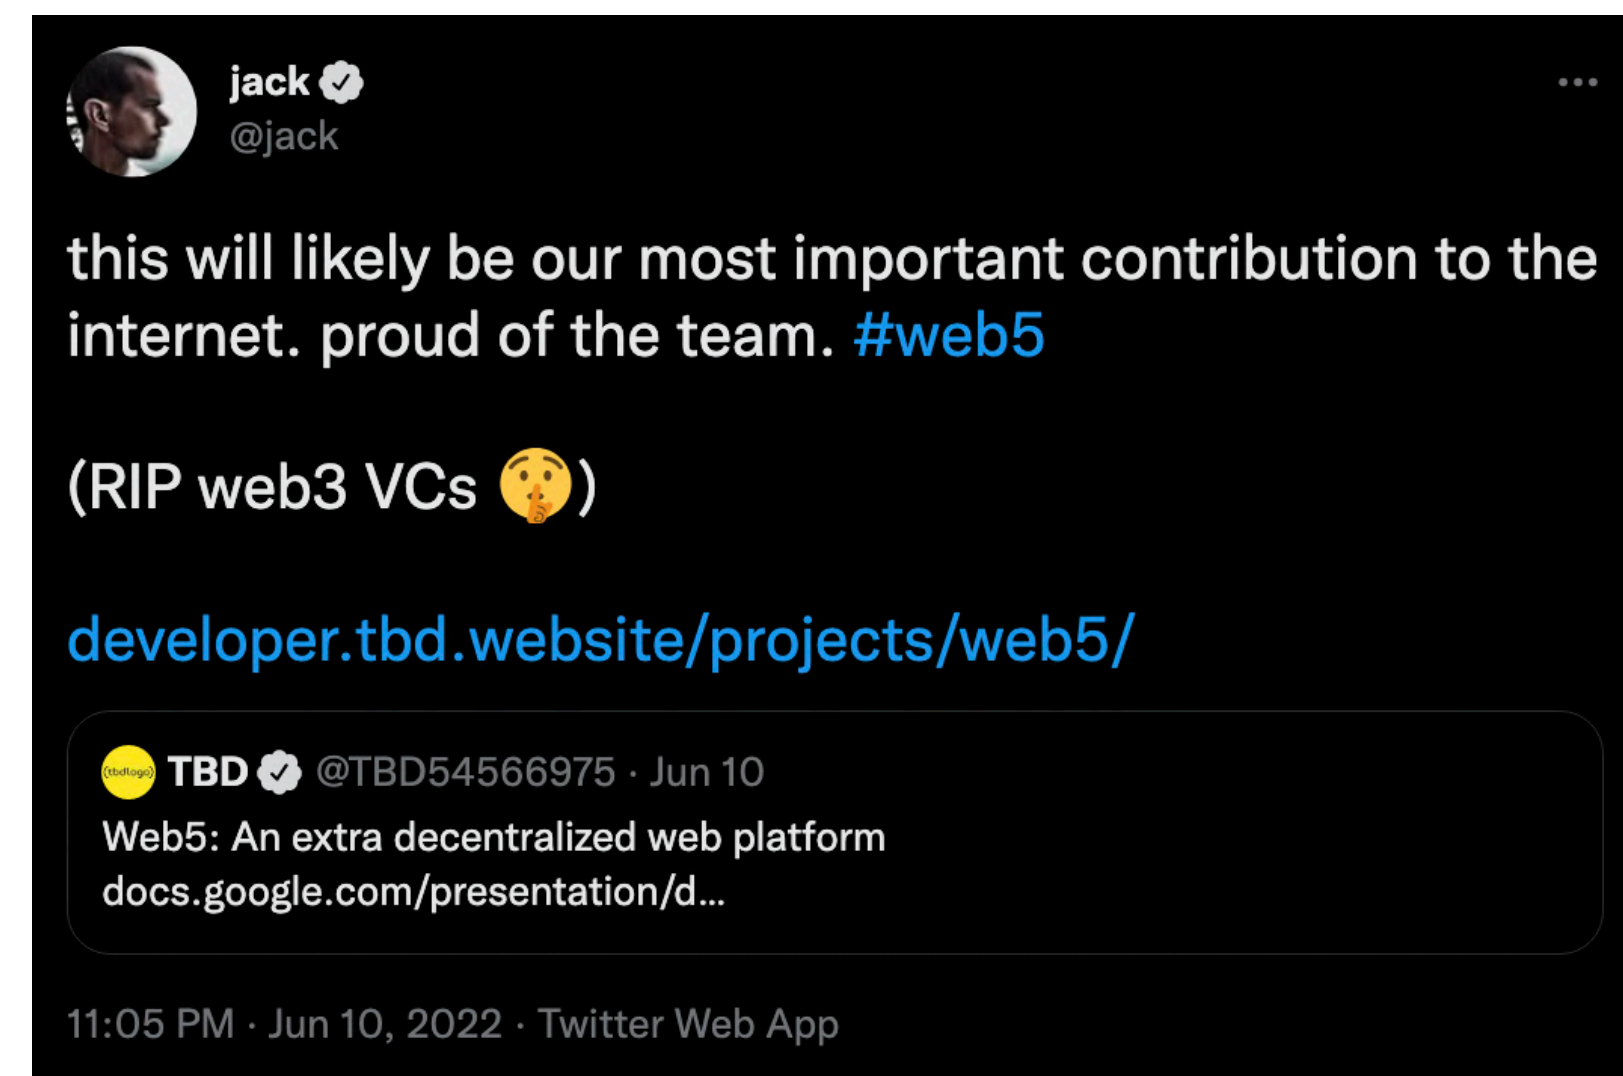 jack
@jack
this will likely be our most important contribution to the
internet. proud of the team. #web5
(RIP web3 VCs 🤫)
developer.tbd.website/projects/web5/
(tbdlogo) TBD @TBD54566975 · Jun 10
Web5: An extra decentralized web platform
docs.google.com/presentation/d...
11:05 PM · Jun 10, 2022 · Twitter Web App